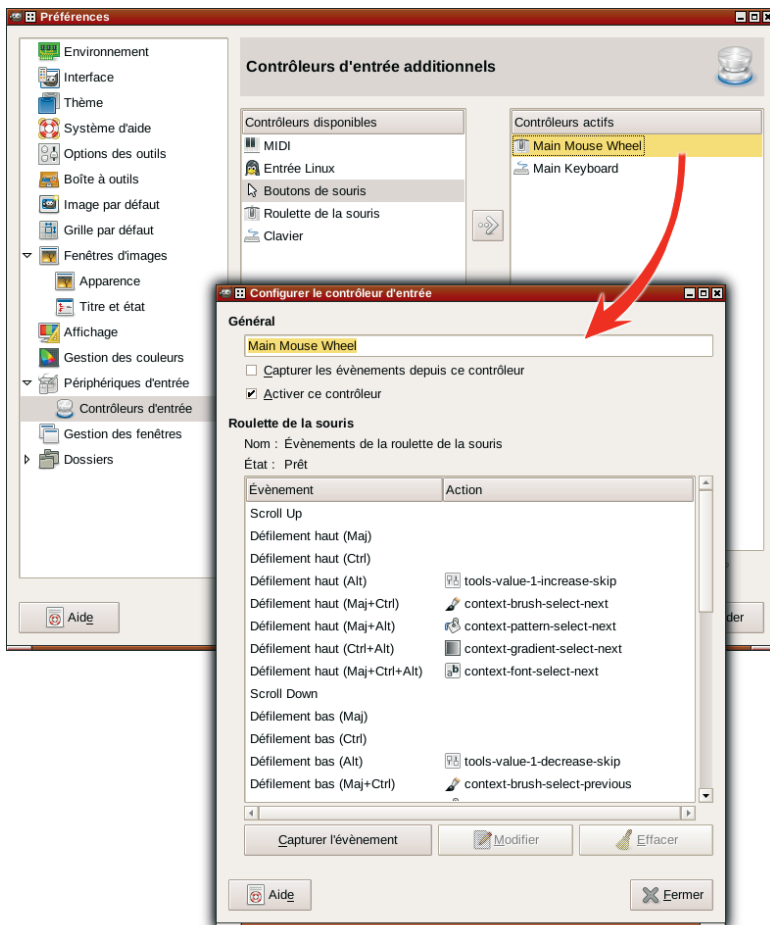 Préférences
Environnement
Interface
Thème
Système d'aide
Options des outils
Boîte à outils
Image par défaut
Grille par défaut
Fenêtres d'images
Apparence
Titre et état
Affichage
Gestion des couleurs
Périphériques d'entrée
Contrôleurs d'entrée
Gestion des fenêtres
Dossiers
Aide
Contrôleurs d'entrée additionnels
Contrôleurs disponibles
MIDI
Entrée Linux
Boutons de souris
Roulette de la souris
Clavier
Contrôleurs actifs
Main Mouse Wheel
Main Keyboard
der
Configurer le contrôleur d'entrée
Général
Main Mouse Wheel
Capturer les évènements depuis ce contrôleur
Activer ce contrôleur
Roulette de la souris
Nom : Évènements de la roulette de la souris
État : Prêt
Évènement Action
Scroll Up
Défilement haut (Maj)
Défilement haut (Ctrl)
Défilement haut (Alt) tools-value-1-increase-skip
Défilement haut (Maj+Ctrl) context-brush-select-next
Défilement haut (Maj+Alt) context-pattern-select-next
Défilement haut (Ctrl+Alt) context-gradient-select-next
Défilement haut (Maj+Ctrl+Alt) context-font-select-next
Scroll Down
Défilement bas (Maj)
Défilement bas (Ctrl)
Défilement bas (Alt) tools-value-1-decrease-skip
Défilement bas (Maj+Ctrl) context-brush-select-previous
Capturer l'évènement Modifier Effacer
Aide Fermer